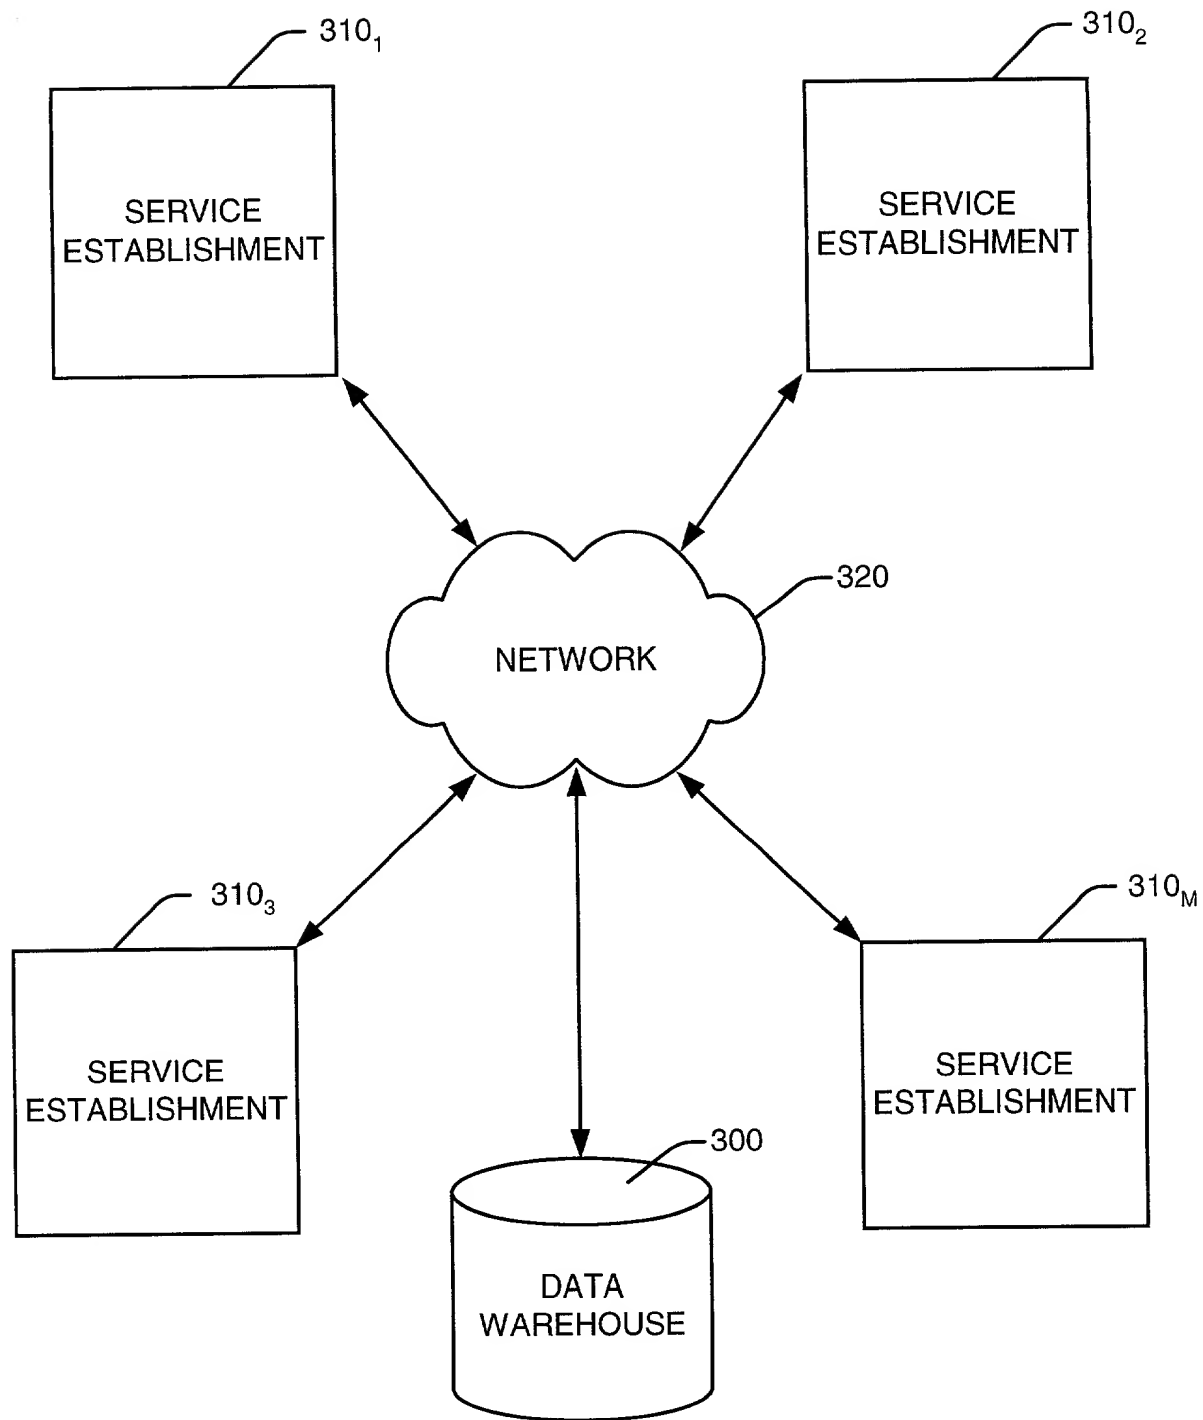 310₁
310₂
SERVICE
ESTABLISHMENT
SERVICE
ESTABLISHMENT
320
NETWORK
310₃
310M
SERVICE
ESTABLISHMENT
SERVICE
ESTABLISHMENT
300
DATA
WAREHOUSE